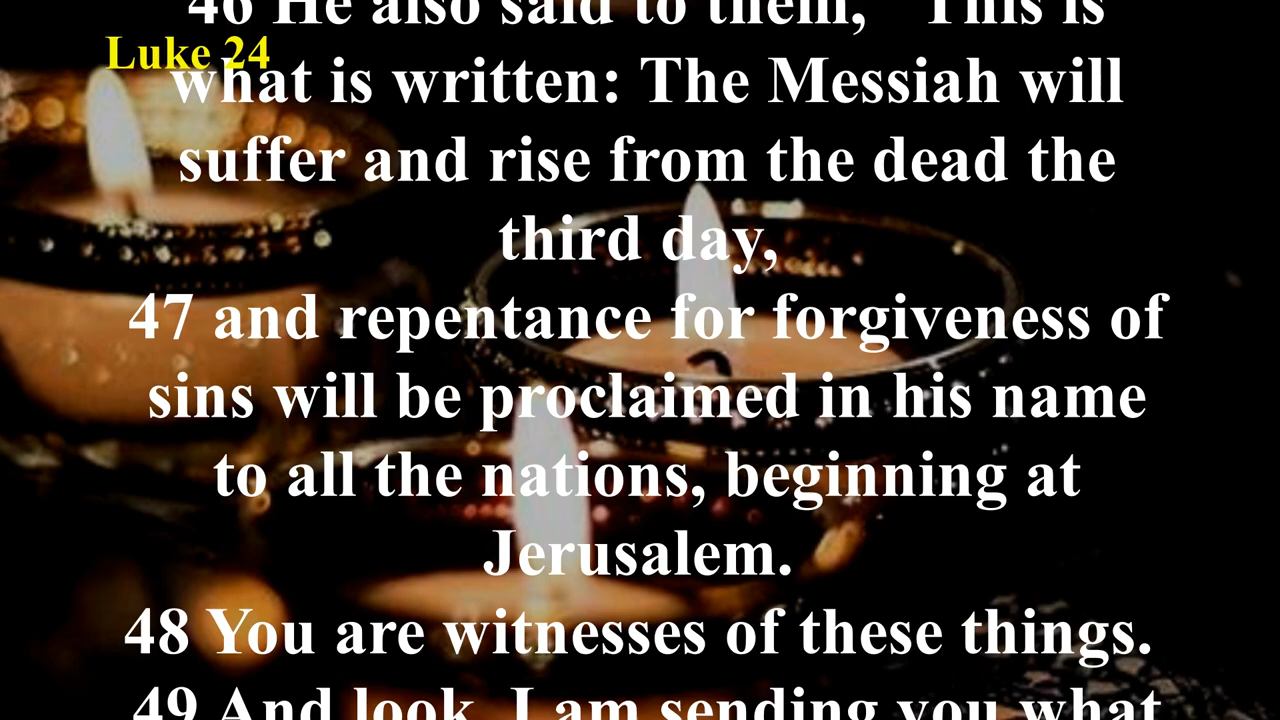 46 He also said to them, "This is
Luke 24
what is written: The Messiah will
suffer and rise from the dead the
third day,
47 and repentance for forgiveness of
sins will be proclaimed in his name
to all the nations, beginning at
Jerusalem.
48 You are witnesses of these things.
49 And look, I am sending you what